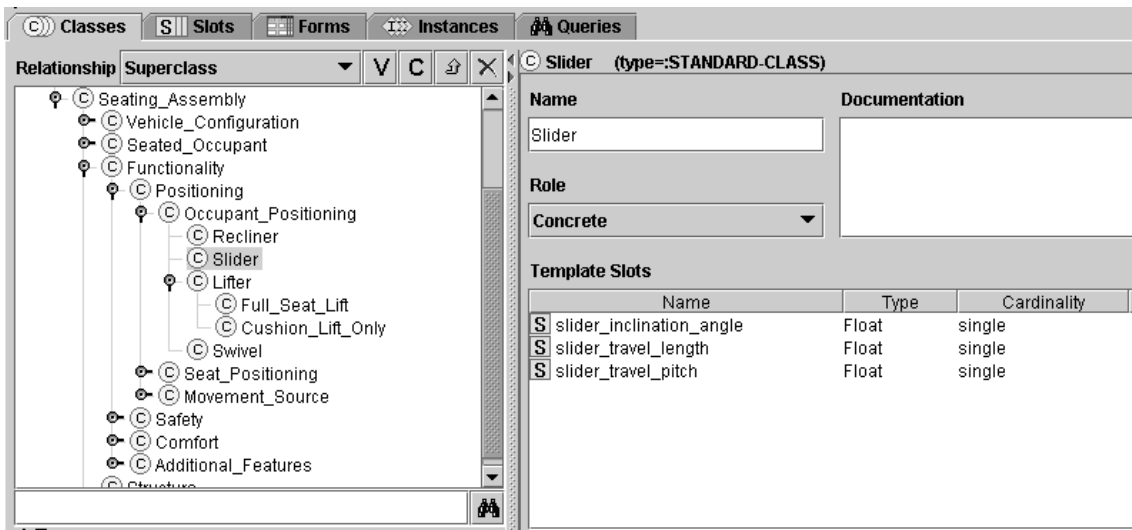 Classes S Slots Forms Instances Queries
Relationship Superclass V C
Seating_Assembly
Vehicle_Configuration
Seated_Occupant
Functionality
Positioning
Occupant_Positioning
Recliner
Slider
Lifter
Full_Seat_Lift
Cushion_Lift_Only
Swivel
Seat_Positioning
Movement_Source
Safety
Comfort
Additional_Features
Structure
C Slider (type=:STANDARD-CLASS)
Name Documentation
Slider
Role
Concrete
Template Slots
Name Type Cardinality
S slider_inclination_angle Float single
S slider_travel_length Float single
S slider_travel_pitch Float single